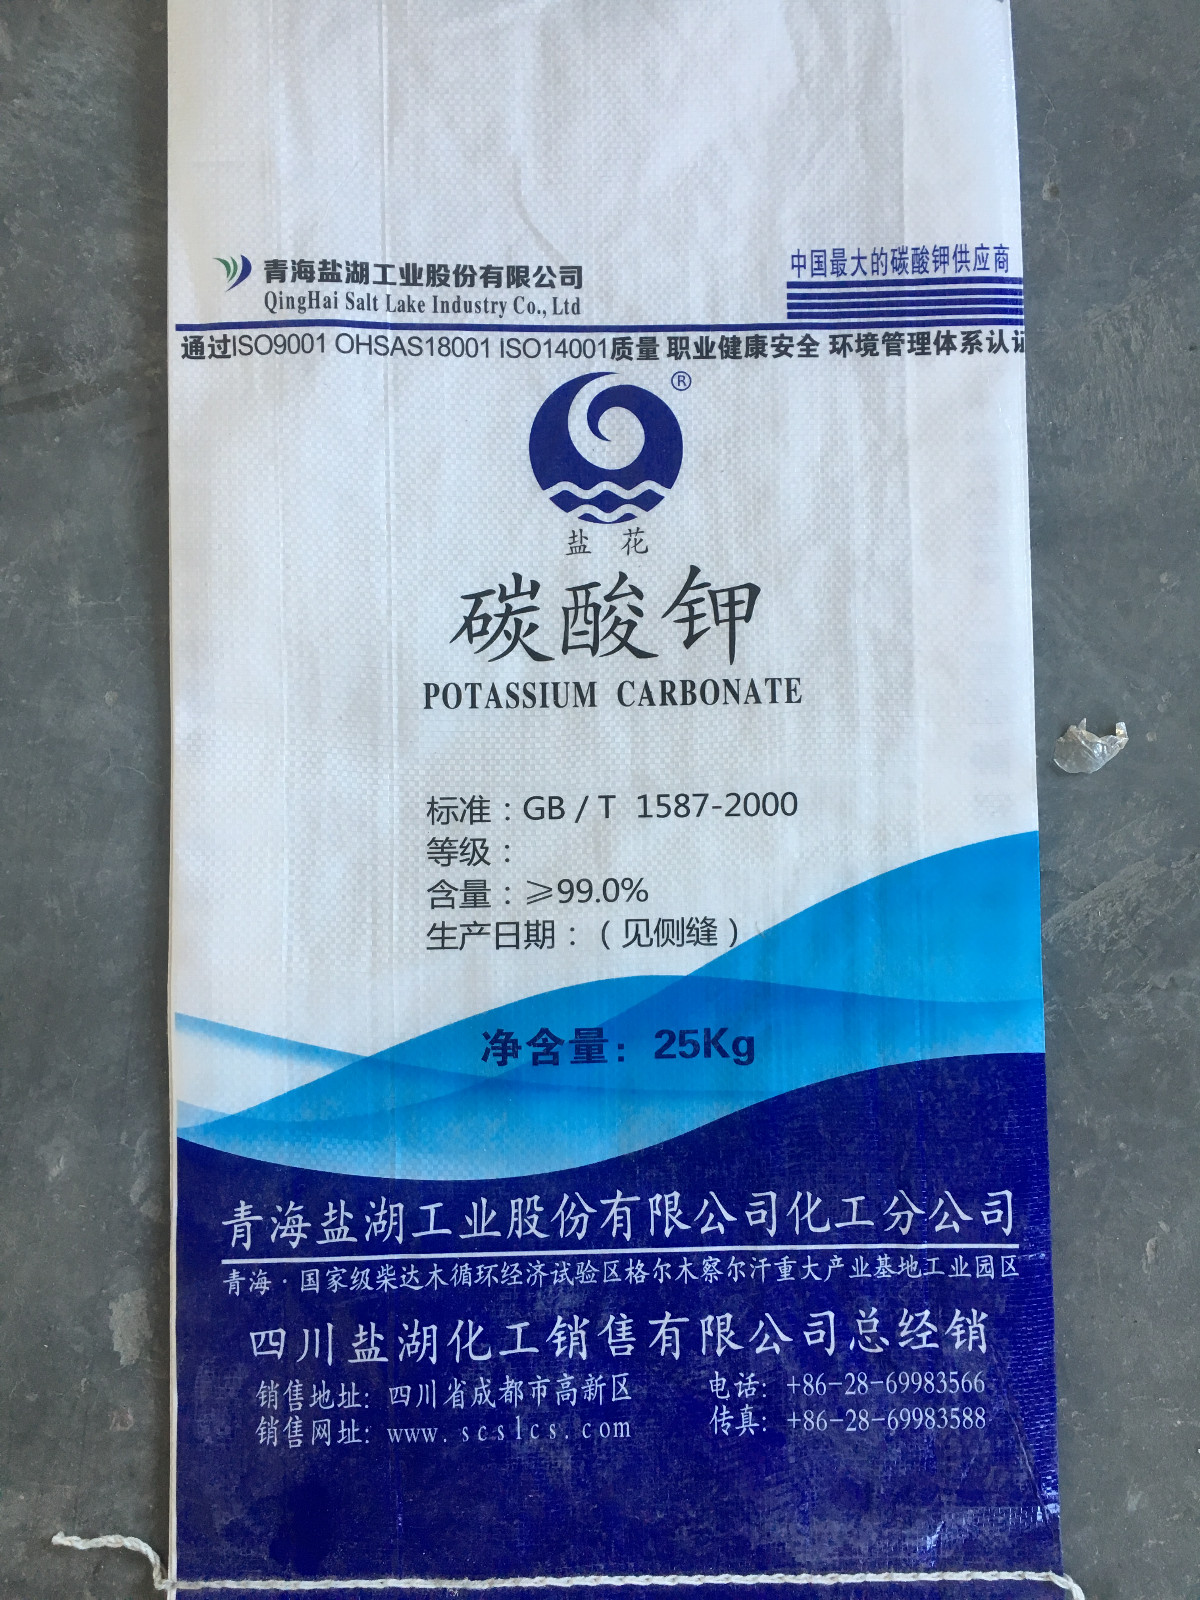 青海盐湖工业股份有限公司
QingHai Salt Lake Industry Co., Ltd
中国最大的碳酸钾供应商
通过ISO9001 OHSAS18001 ISO14001质量 职业健康安全 环境管理体系认证
®
盐 花
碳酸钾
POTASSIUM CARBONATE
标准：GB / T 1587-2000
等级：
含量：≥99.0%
生产日期：（见侧缝）
净含量：25Kg
青海盐湖工业股份有限公司化工分公司
青海·国家级柴达木循环经济试验区格尔木察尔汗重大产业基地工业园区
四川盐湖化工销售有限公司总经销
销售地址: 四川省成都市高新区
电话: +86-28-69983566
销售网址: www.scslcs.com
传真: +86-28-69983588